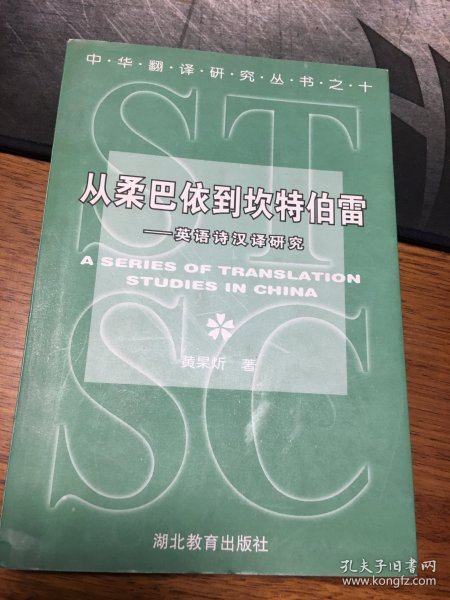 中·华·翻·译·研·究·丛·书·之·十
ST
从柔巴依到坎特伯雷
——英语诗汉译研究
A SERIES OF TRANSLATION
STUDIES IN CHINA
黄杲炘 著
SC
湖北教育出版社
孔夫子旧书网
www.kongfz.com